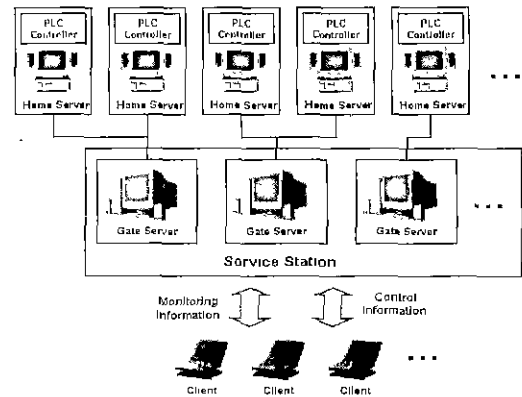 PLC PLC PLC PLC PLC
Controller Controller Controller Controller Controller
Home Server Home Server Home Server Home Server Home Server
Gate Server Gate Server Gate Server
Service Station
Monitoring Information
Control Information
Client Client Client